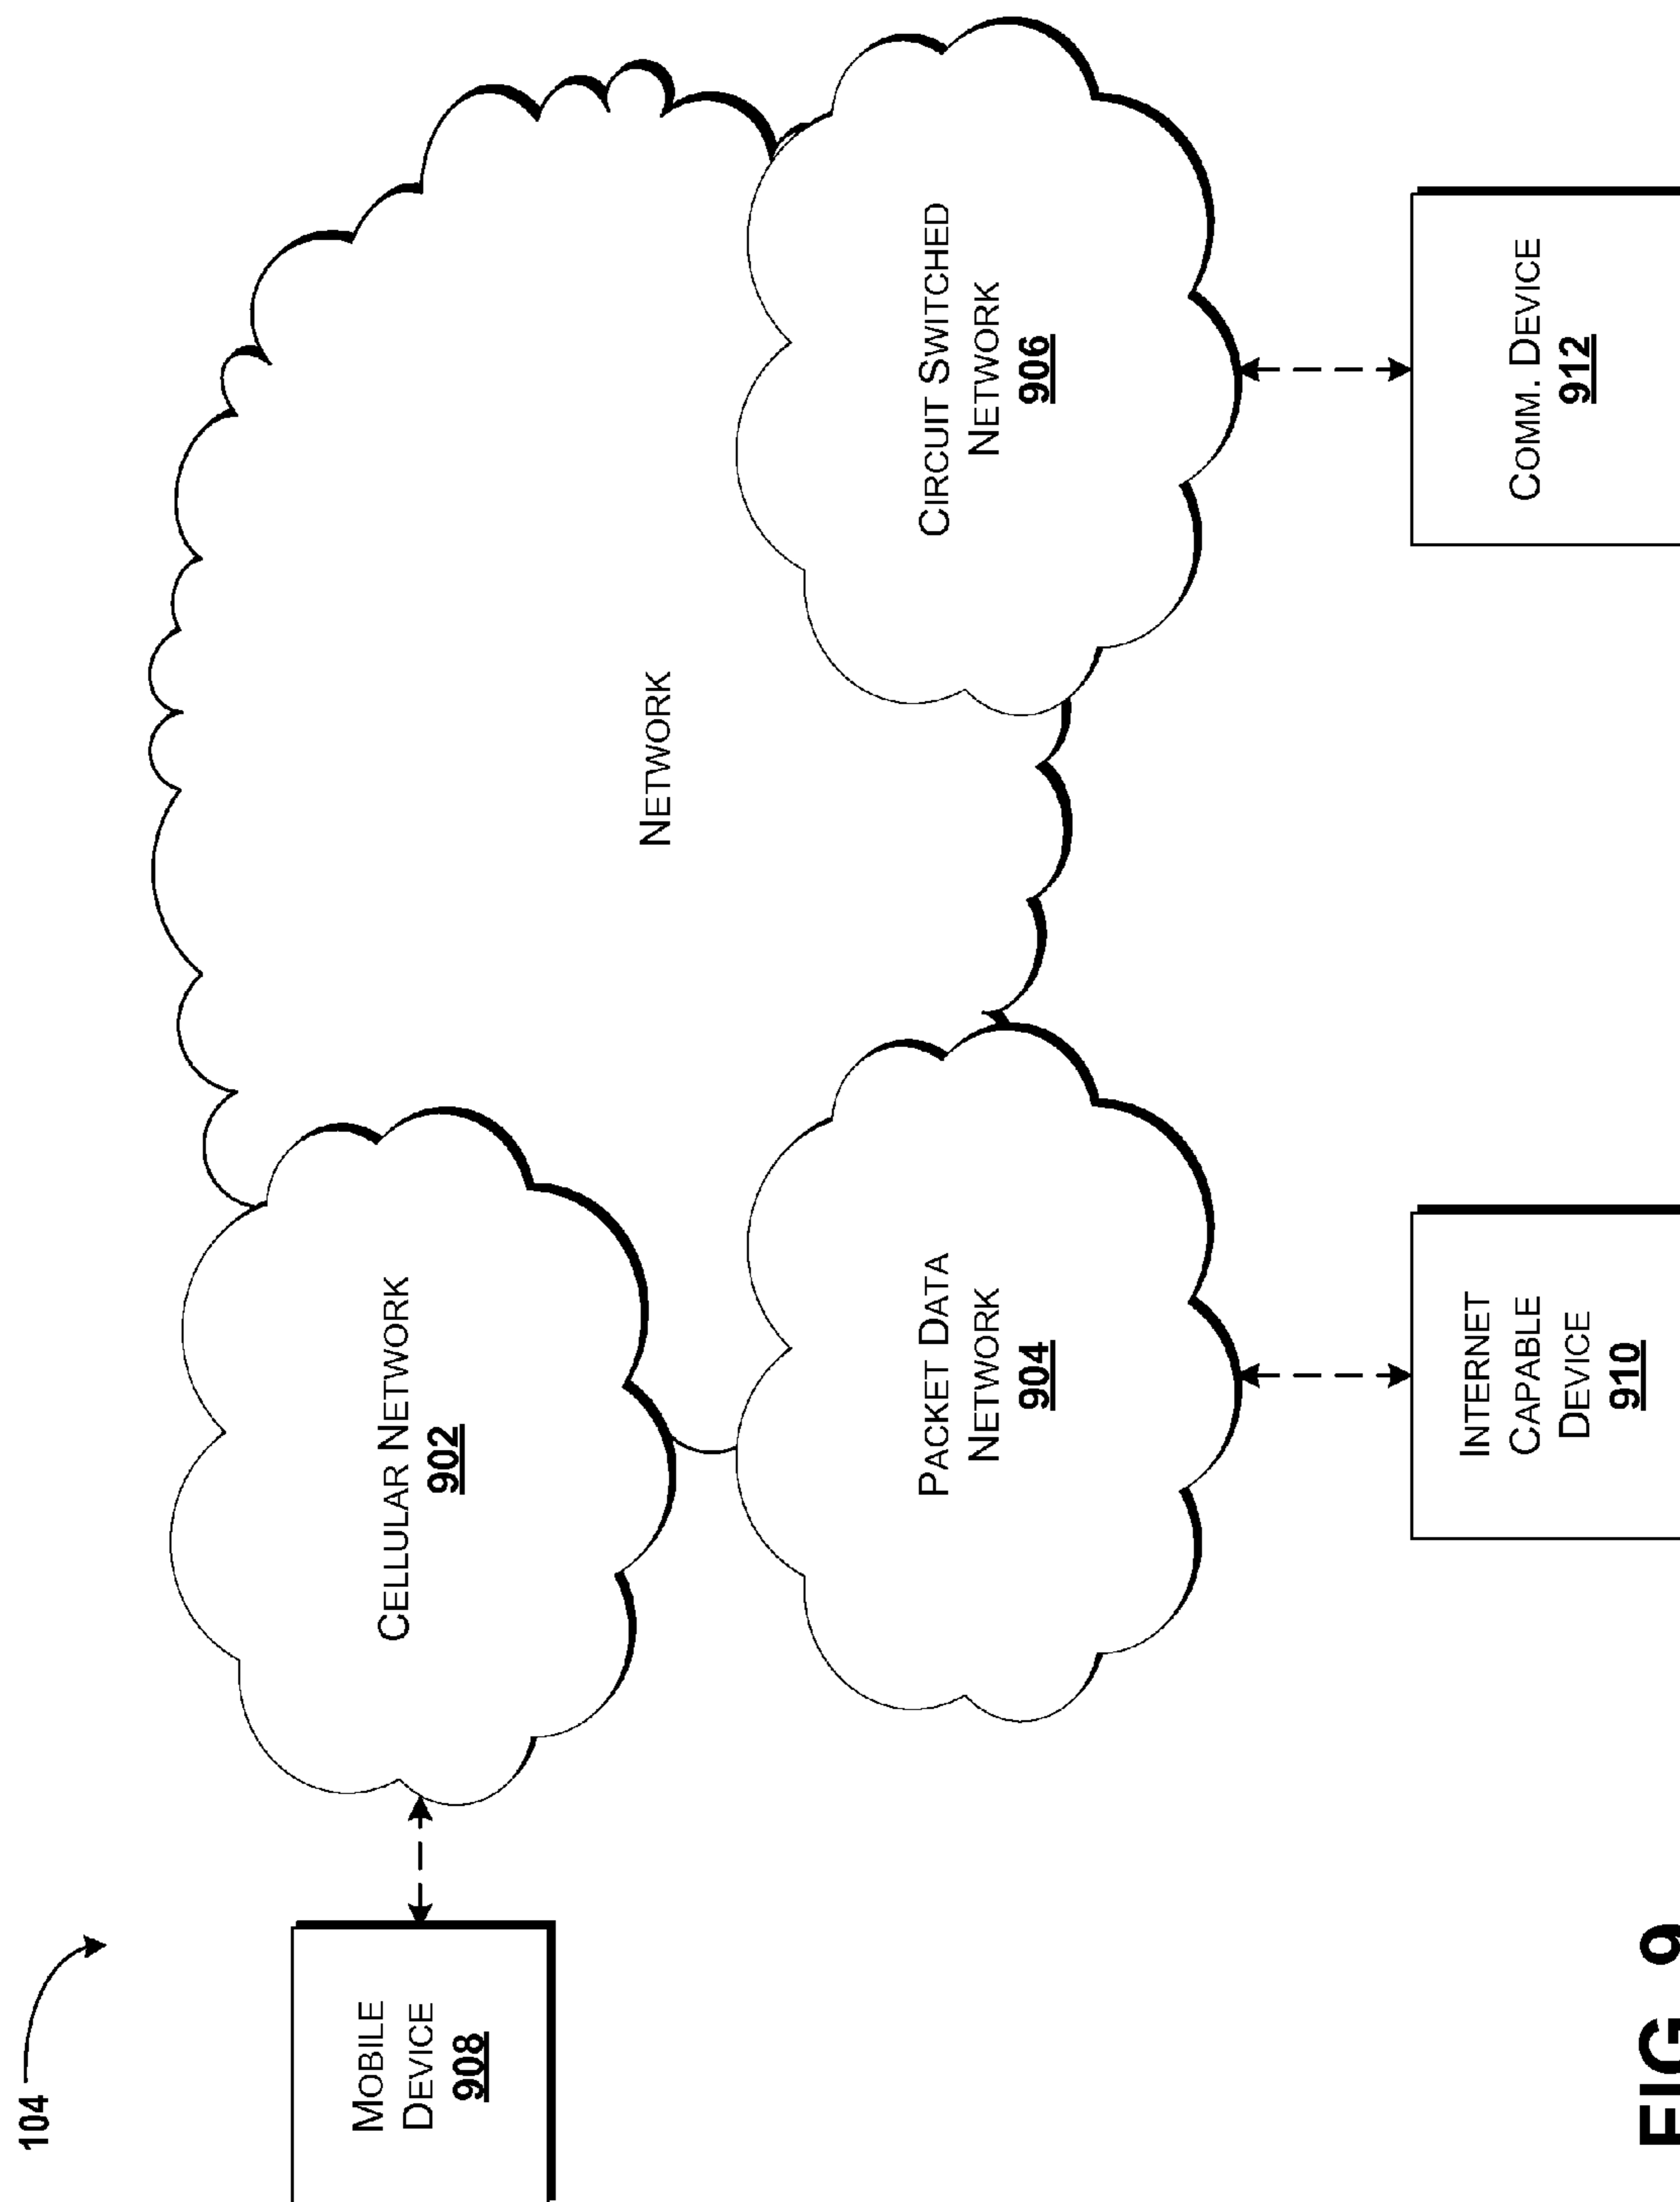 104
MOBILE
DEVICE
908
CELLULAR NETWORK
902
NETWORK
PACKET DATA
NETWORK
904
CIRCUIT SWITCHED
NETWORK
906
INTERNET
CAPABLE
DEVICE
910
COMM. DEVICE
912
FIG. 9